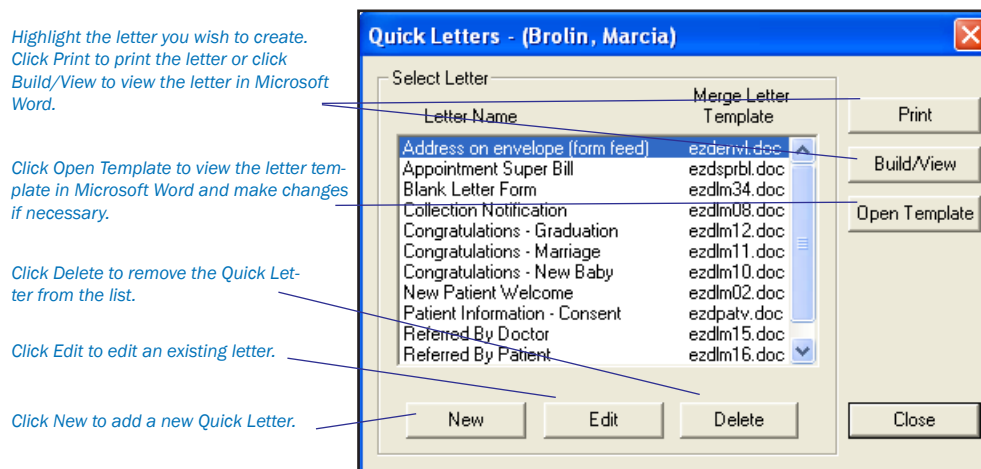 Highlight the letter you wish to create.
Click Print to print the letter or click
Build/View to view the letter in Microsoft
Word.
Click Open Template to view the letter tem-
plate in Microsoft Word and make changes
if necessary.
Click Delete to remove the Quick Let-
ter from the list.
Click Edit to edit an existing letter.
Click New to add a new Quick Letter.
Quick Letters - (Brolin, Marcia)
Select Letter
Letter Name
Merge Letter
Template
Address on envelope (form feed) ezdenvl.doc
Appointment Super Bill ezdsprbl.doc
Blank Letter Form ezdlm34.doc
Collection Notification ezdlm08.doc
Congratulations - Graduation ezdlm12.doc
Congratulations - Marriage ezdlm11.doc
Congratulations - New Baby ezdlm10.doc
New Patient Welcome ezdlm02.doc
Patient Information - Consent ezdpatv.doc
Referred By Doctor ezdlm15.doc
Referred By Patient ezdlm16.doc
Print
Build/View
Open Template
New Edit Delete Close